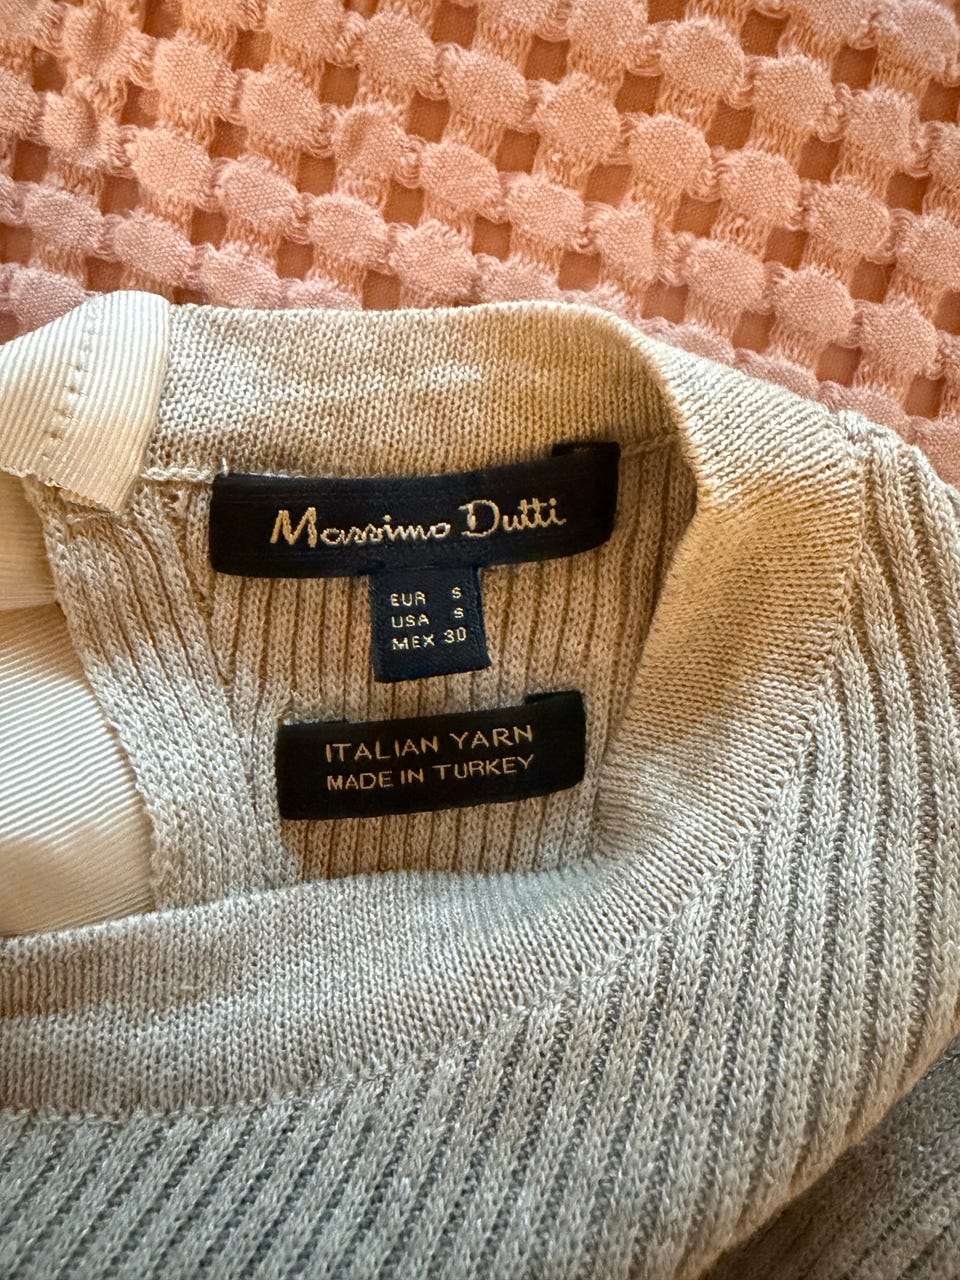 Massimo Dutti
EUR S
USA S
MEX 30
ITALIAN YARN
MADE IN TURKEY